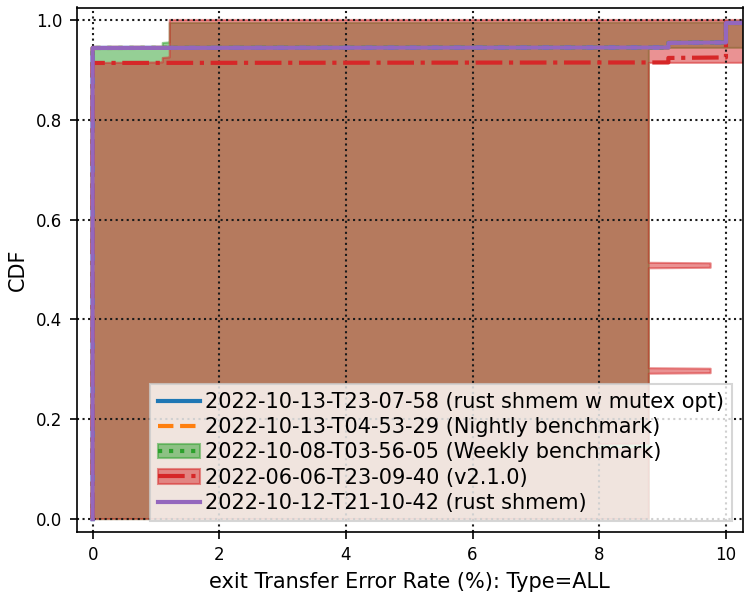 1.0
0.8
0.6
0.4
0.2
0.0
CDF
2022-10-13-T23-07-58 (rust shmem w mutex opt)
2022-10-13-T04-53-29 (Nightly benchmark)
2022-10-08-T03-56-05 (Weekly benchmark)
2022-06-06-T23-09-40 (v2.1.0)
2022-10-12-T21-10-42 (rust shmem)
0 2 4 6 8 10
exit Transfer Error Rate (%): Type=ALL